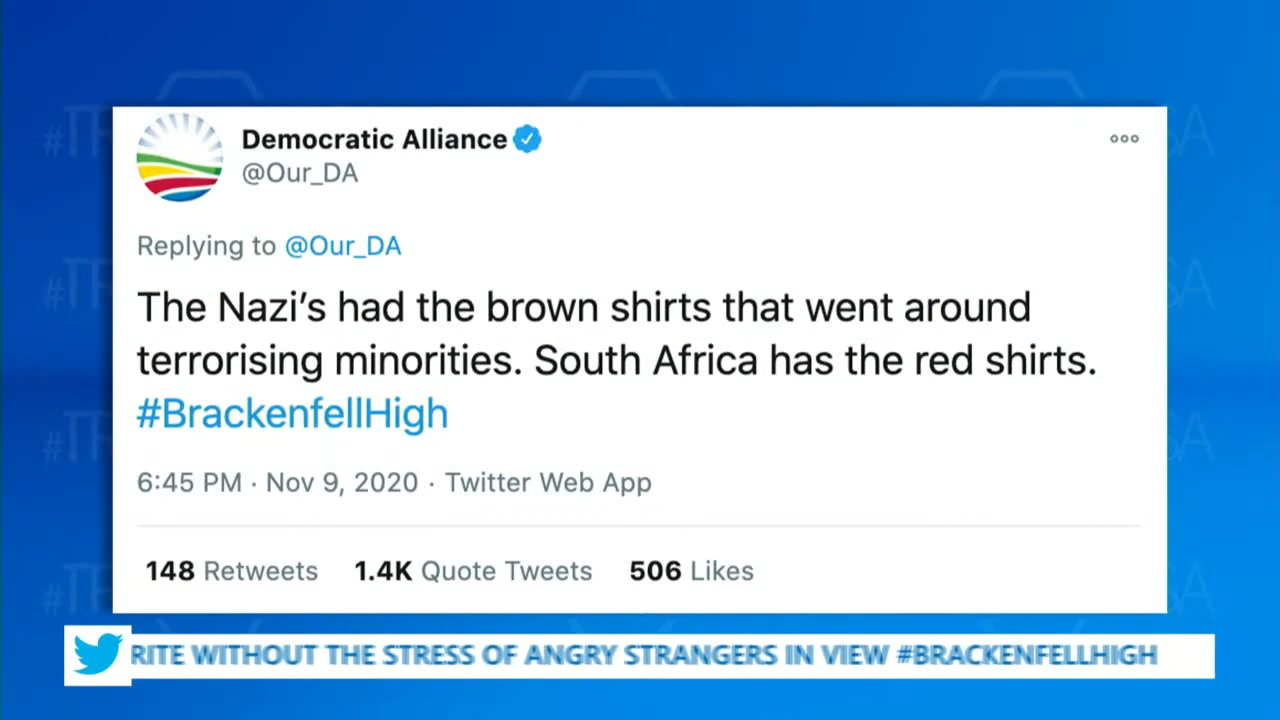 Democratic Alliance
@Our_DA
Replying to @Our_DA
The Nazi's had the brown shirts that went around
terrorising minorities. South Africa has the red shirts.
#BrackenfellHigh
6:45 PM · Nov 9, 2020 · Twitter Web App
148 Retweets 1.4K Quote Tweets 506 Likes
RITE WITHOUT THE STRESS OF ANGRY STRANGERS IN VIEW #BRACKENFELLHIGH